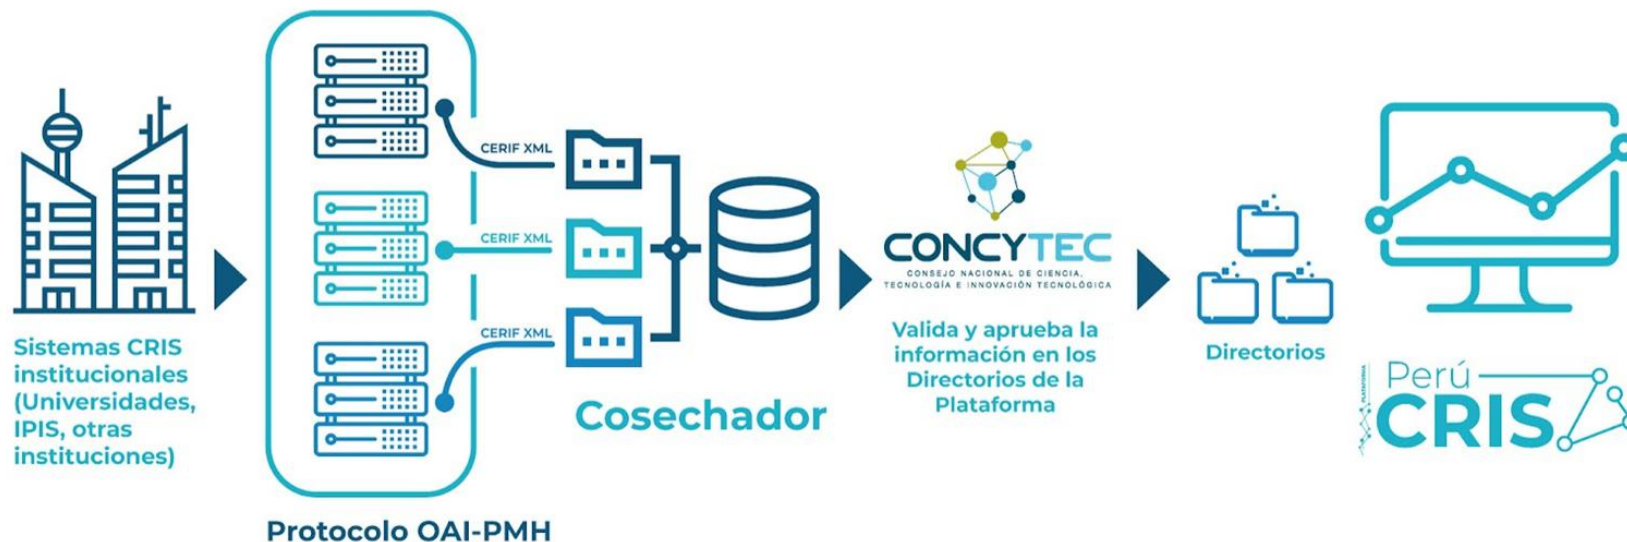 Sistemas CRIS
institucionales
(Universidades,
IPIS, otras
instituciones)
CERIF XML
CERIF XML
CERIF XML
Protocolo OAI-PMH
Cosechador
CONCYTEC
CONSEJO NACIONAL DE CIENCIA,
TECNOLOGÍA E INNOVACIÓN TECNOLÓGICA
Valida y aprueba la
información en los
Directorios de la
Plataforma
Directorios
PLATAFORMA
Perú
CRIS